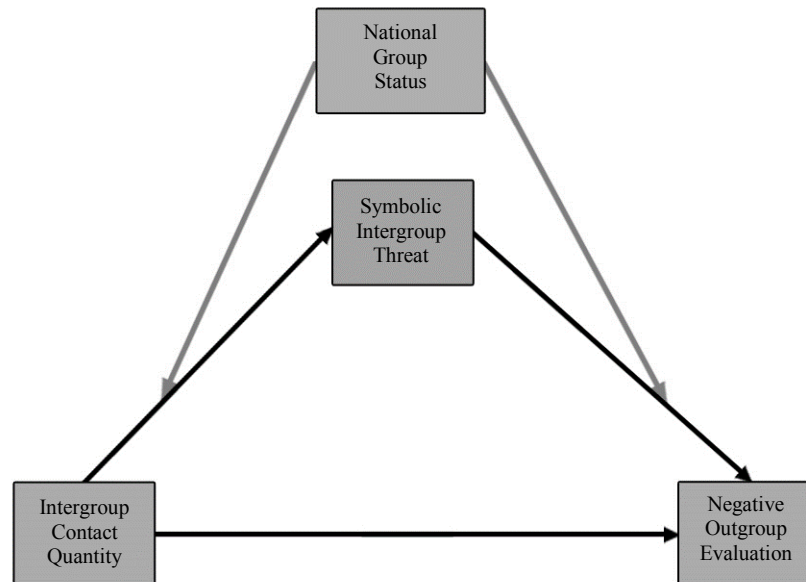 National
Group
Status
Symbolic
Intergroup
Threat
Intergroup
Contact
Quantity
Negative
Outgroup
Evaluation